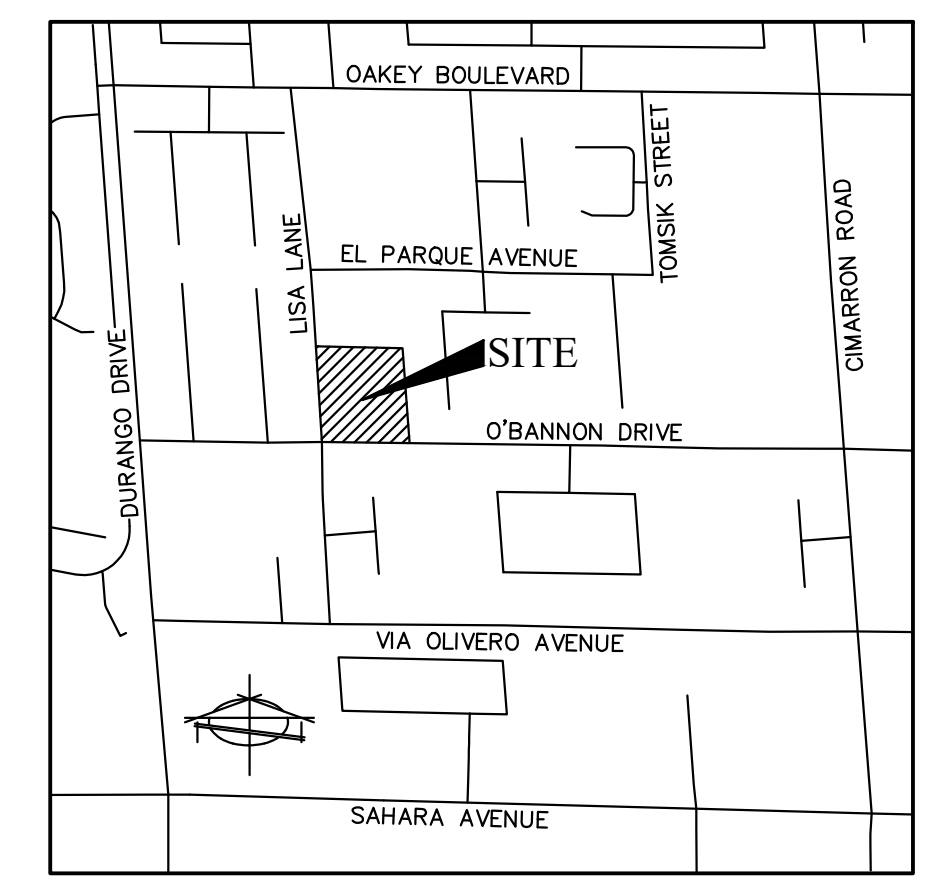 OAKEY BOULEVARD
TOMSIK STREET
CIMARRON ROAD
LISA LANE
EL PARQUE AVENUE
DURANGO DRIVE
SITE
O'BANNON DRIVE
VIA OLIVERO AVENUE
SAHARA AVENUE